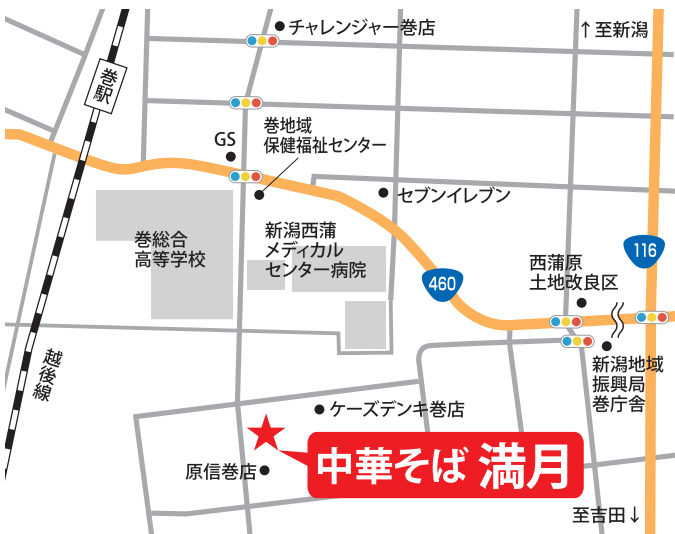 チャレンジャー巻店
↑至新潟
巻駅
GS
巻地域
保健福祉センター
セブンイレブン
巻総合
高等学校
新潟西蒲
メディカル
センター病院
116
460
西蒲原
土地改良区
新潟地域
振興局
巻庁舎
越後線
ケーズデンキ巻店
中華そば 満月
原信巻店
至吉田↓